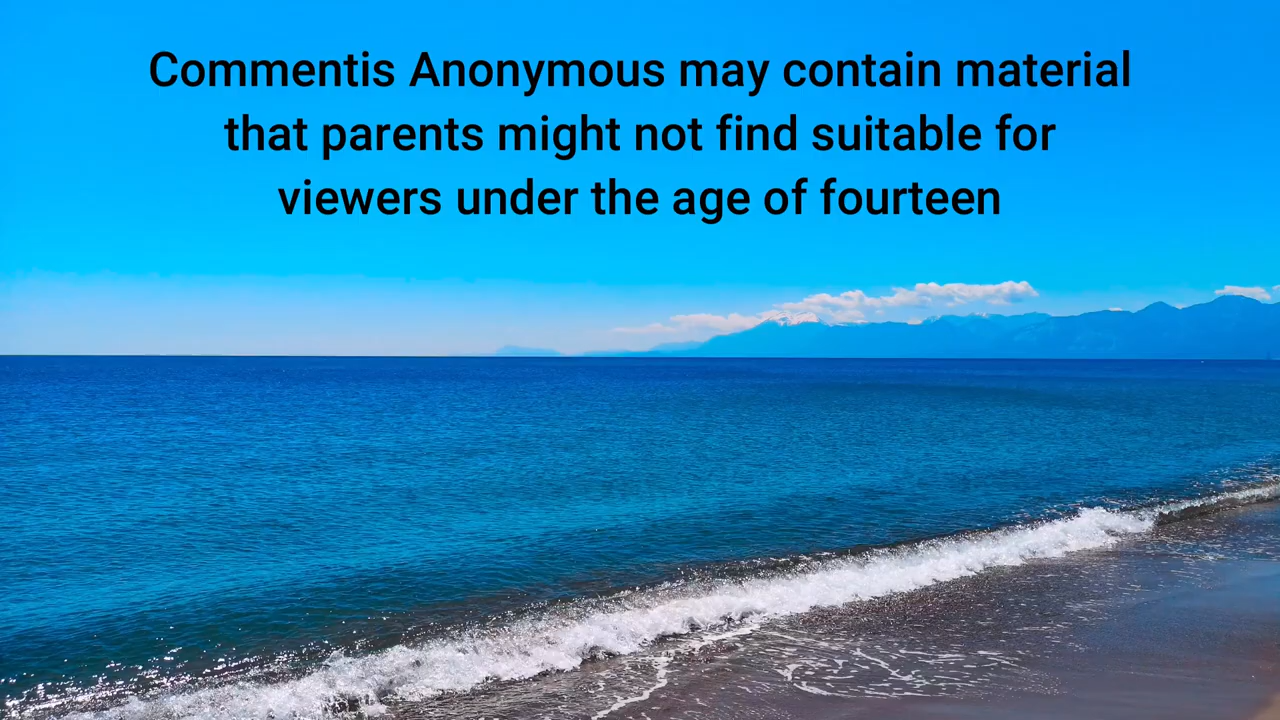 Commentis Anonymous may contain material
that parents might not find suitable for
viewers under the age of fourteen